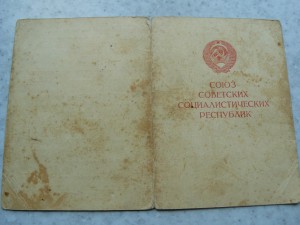 СОЮЗ
СОВЕТСКИХ
СОЦИАЛИСТИЧЕСКИХ
РЕСПУБЛИК